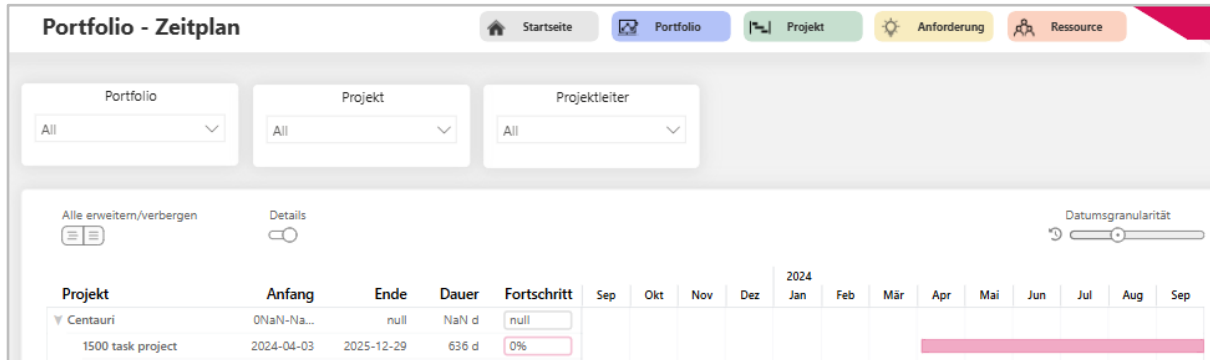 Portfolio - Zeitplan Startseite Portfolio Projekt Anforderung Ressource
Portfolio Projekt Projektleiter
All All All
Alle erweitern/verbergen Details Datumsgranularität
2024
Projekt Anfang Ende Dauer Fortschritt Sep Okt Nov Dez Jan Feb Mär Apr Mai Jun Jul Aug Sep
Centauri 0NaN-Na... null NaN d null
1500 task project 2024-04-03 2025-12-29 636 d 0%